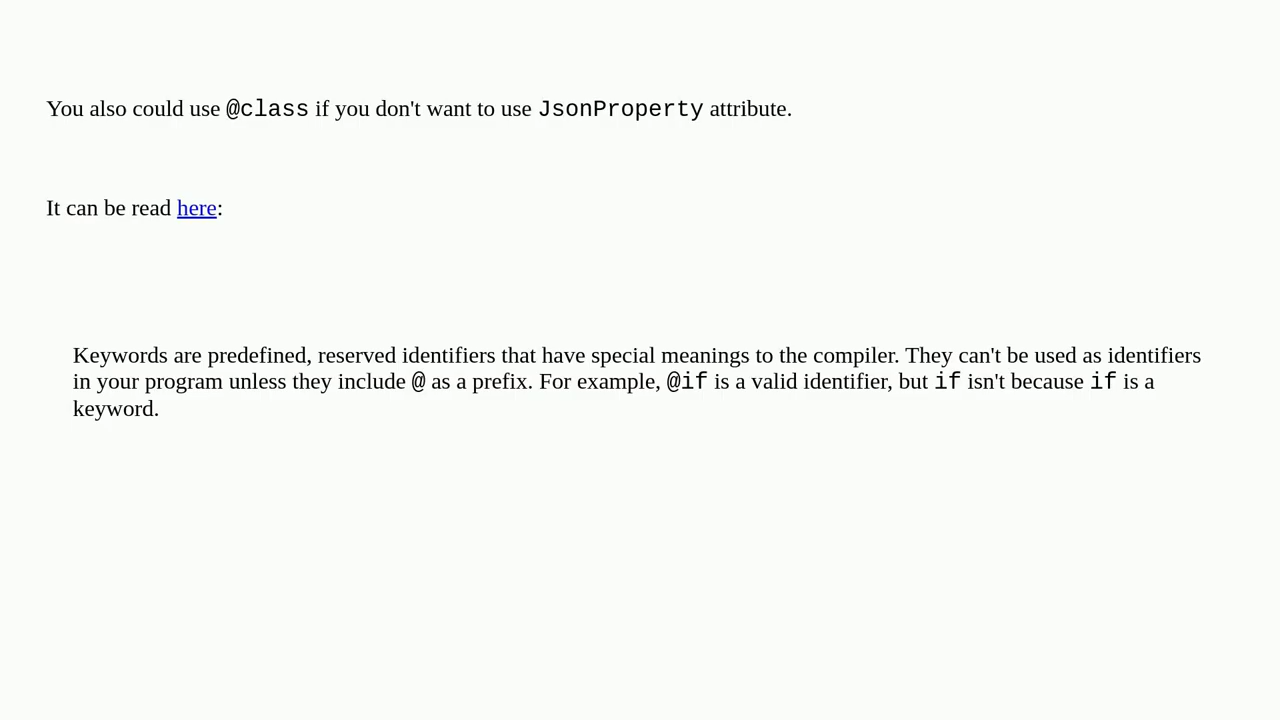 You also could use @class if you don't want to use JsonProperty attribute.
It can be read here:
Keywords are predefined, reserved identifiers that have special meanings to the compiler. They can't be used as identifiers
in your program unless they include @ as a prefix. For example, @if is a valid identifier, but if isn't because if is a
keyword.